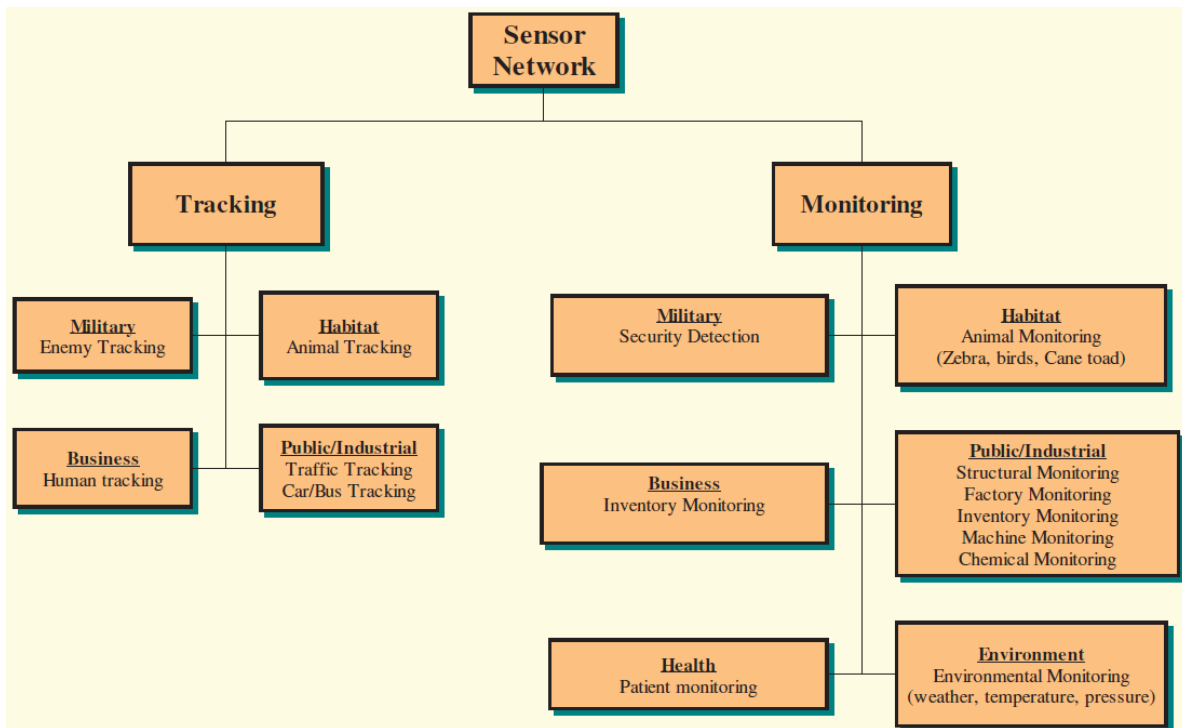 Sensor
Network
Tracking
Monitoring
Military
Enemy Tracking
Habitat
Animal Tracking
Business
Human tracking
Public/Industrial
Traffic Tracking
Car/Bus Tracking
Military
Security Detection
Habitat
Animal Monitoring
(Zebra, birds, Cane toad)
Business
Inventory Monitoring
Public/Industrial
Structural Monitoring
Factory Monitoring
Inventory Monitoring
Machine Monitoring
Chemical Monitoring
Health
Patient monitoring
Environment
Environmental Monitoring
(weather, temperature, pressure)